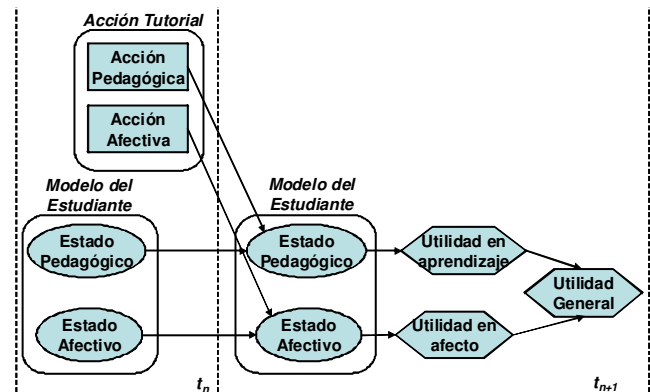 Acción Tutorial
Acción
Pedagógica
Acción
Afectiva
Modelo del
Estudiante
Estado
Pedagógico
Estado
Afectivo
Modelo del
Estudiante
Estado
Pedagógico
Estado
Afectivo
Utilidad en
aprendizaje
Utilidad en
afecto
Utilidad
General
tn
tn+1